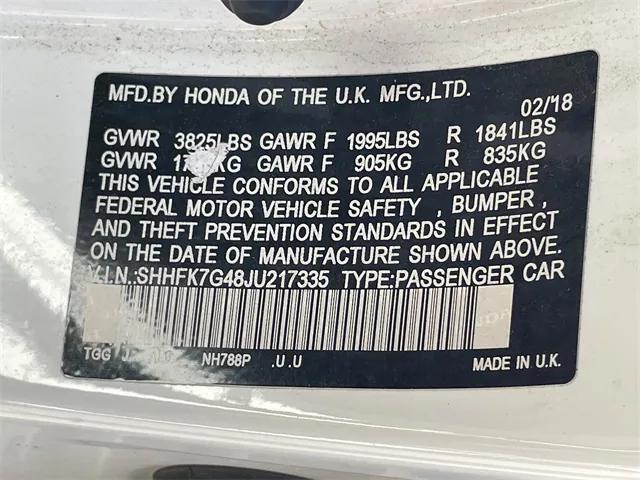 MFD.BY HONDA OF THE U.K. MFG.,LTD.
02/18
GVWR 3825LBS GAWR F 1995LBS R 1841LBS
GVWR GAWR F 905KG R 835KG
THIS VEHICLE CONFORMS TO ALL APPLICABLE
FEDERAL MOTOR VEHICLE SAFETY , BUMPER ,
AND THEFT PREVENTION STANDARDS IN EFFECT
ON THE DATE OF MANUFACTURE SHOWN ABOVE.
V.I.N.:SHHFK7G48JU217335 TYPE:PASSENGER CAR
TGG NH788P .U.U MADE IN U.K.